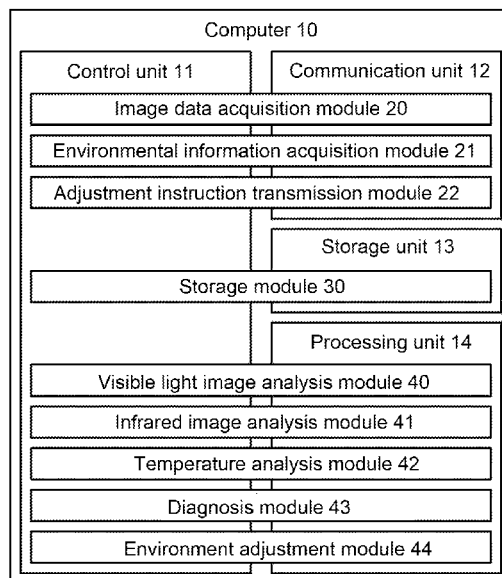 Computer 10
Control unit 11
Communication unit 12
Image data acquisition module 20
Environmental information acquisition module 21
Adjustment instruction transmission module 22
Storage unit 13
Storage module 30
Processing unit 14
Visible light image analysis module 40
Infrared image analysis module 41
Temperature analysis module 42
Diagnosis module 43
Environment adjustment module 44